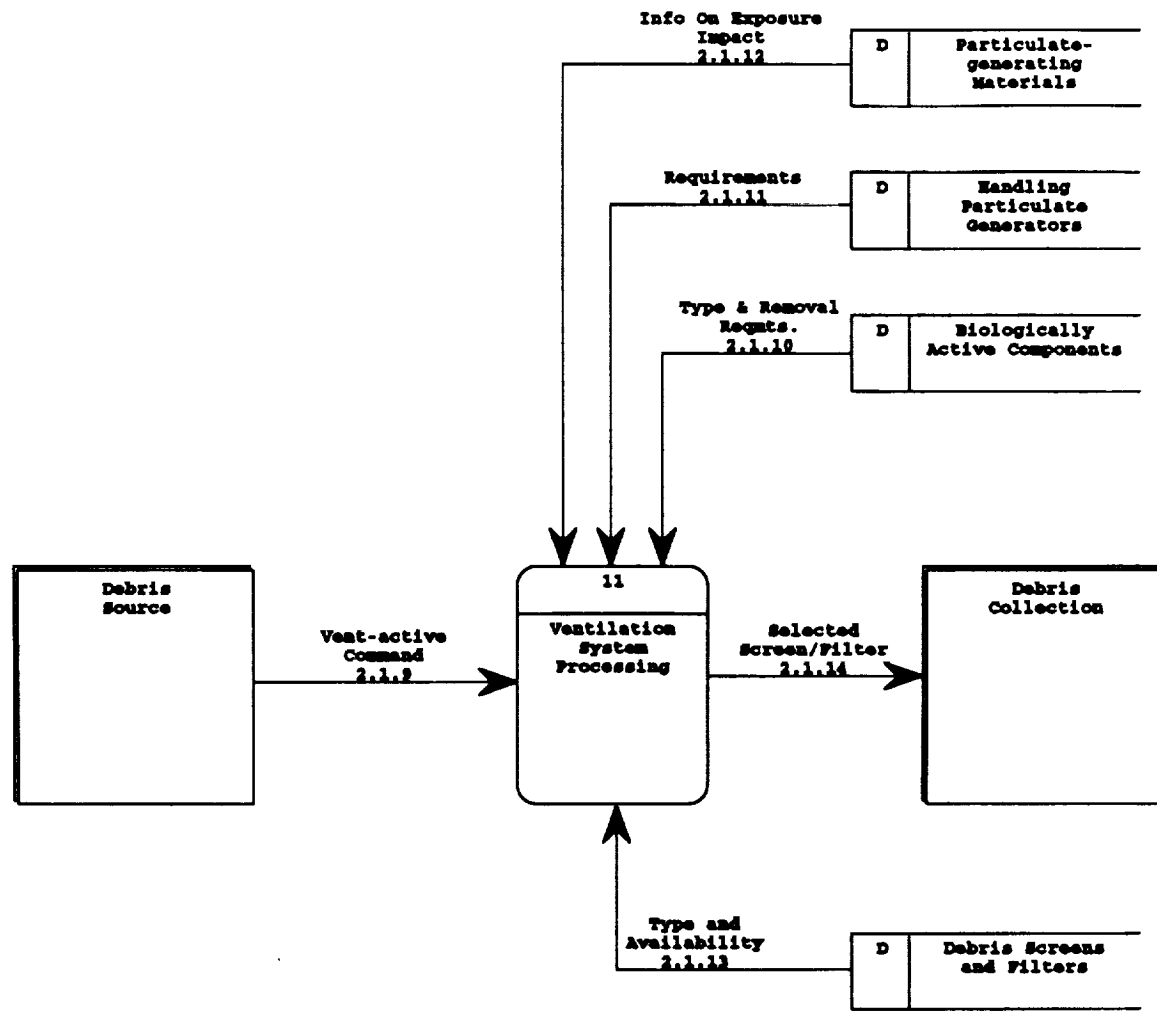 Info On Exposure
Impact
2.1.12
D
Particulate-
generating
Materials
Requirements
2.1.11
D
Handling
Particulate
Generators
Type & Removal
Reqmts.
2.1.10
D
Biologically
Active Components
Debris
Source
Vent-active
Command
2.1.9
11
Ventilation
System
Processing
Selected
Screen/Filter
2.1.14
Debris
Collection
Type and
Availability
2.1.13
D
Debris Screens
and Filters